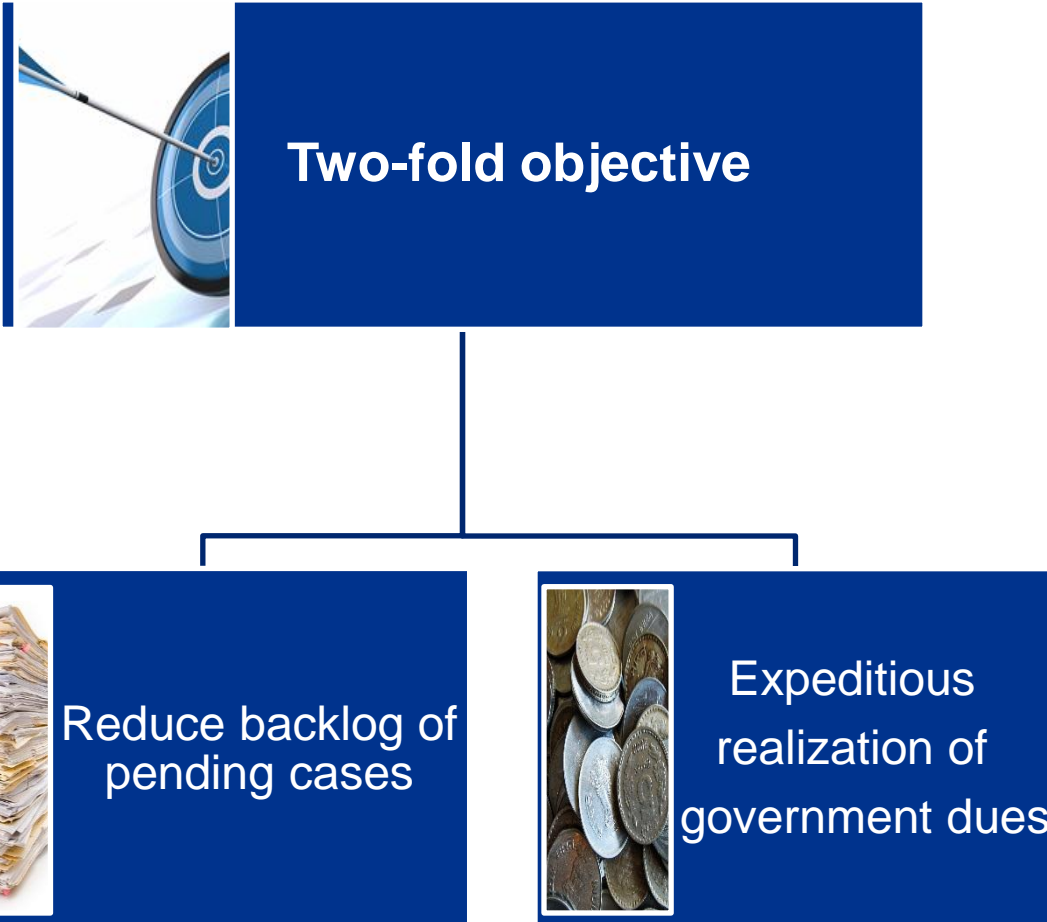 Two-fold objective
Reduce backlog of
pending cases
Expeditious
realization of
government dues